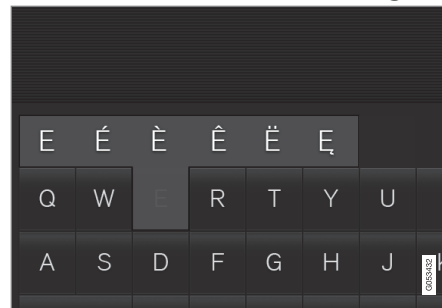 E É È Ê Ë Ę
Q W E R T Y U
A S D F G H J K
G053432